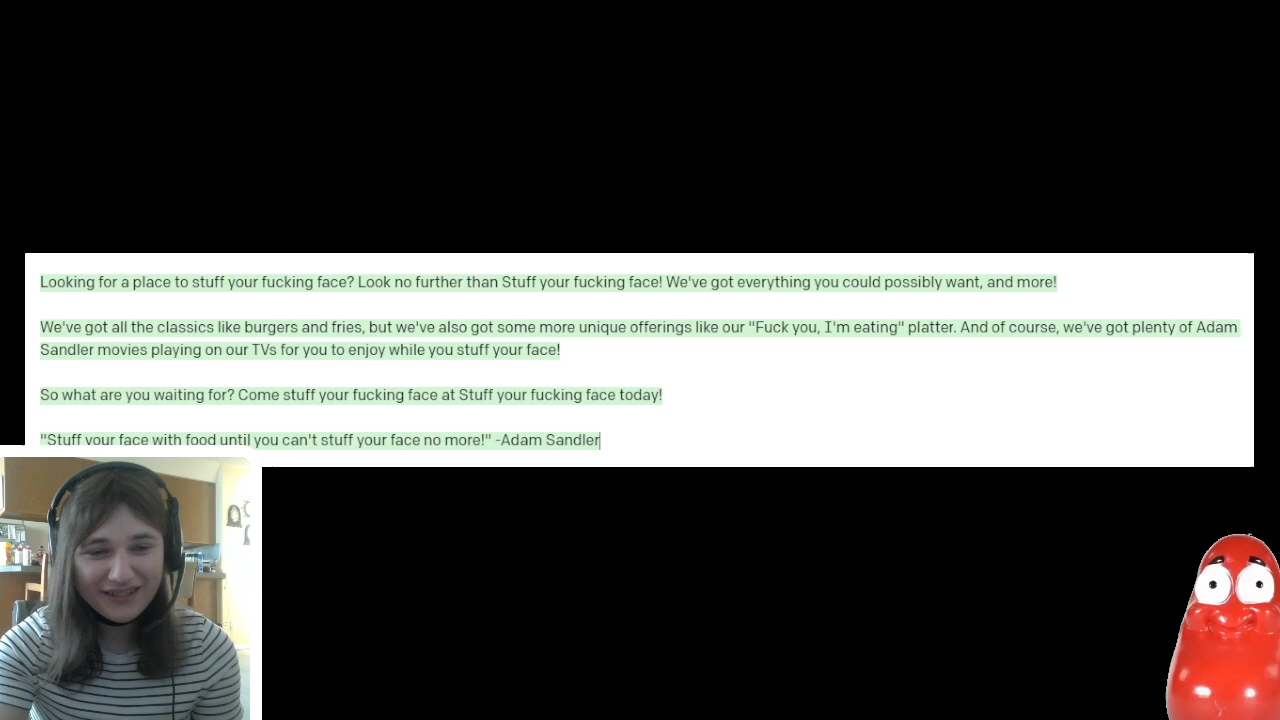 Looking for a place to stuff your fucking face? Look no further than Stuff your fucking face! We've got everything you could possibly want, and more!
We've got all the classics like burgers and fries, but we've also got some more unique offerings like our "Fuck you, I'm eating" platter. And of course, we've got plenty of Adam
Sandler movies playing on our TVs for you to enjoy while you stuff your face!
So what are you waiting for? Come stuff your fucking face at Stuff your fucking face today!
"Stuff your face with food until you can't stuff your face no more!" -Adam Sandler